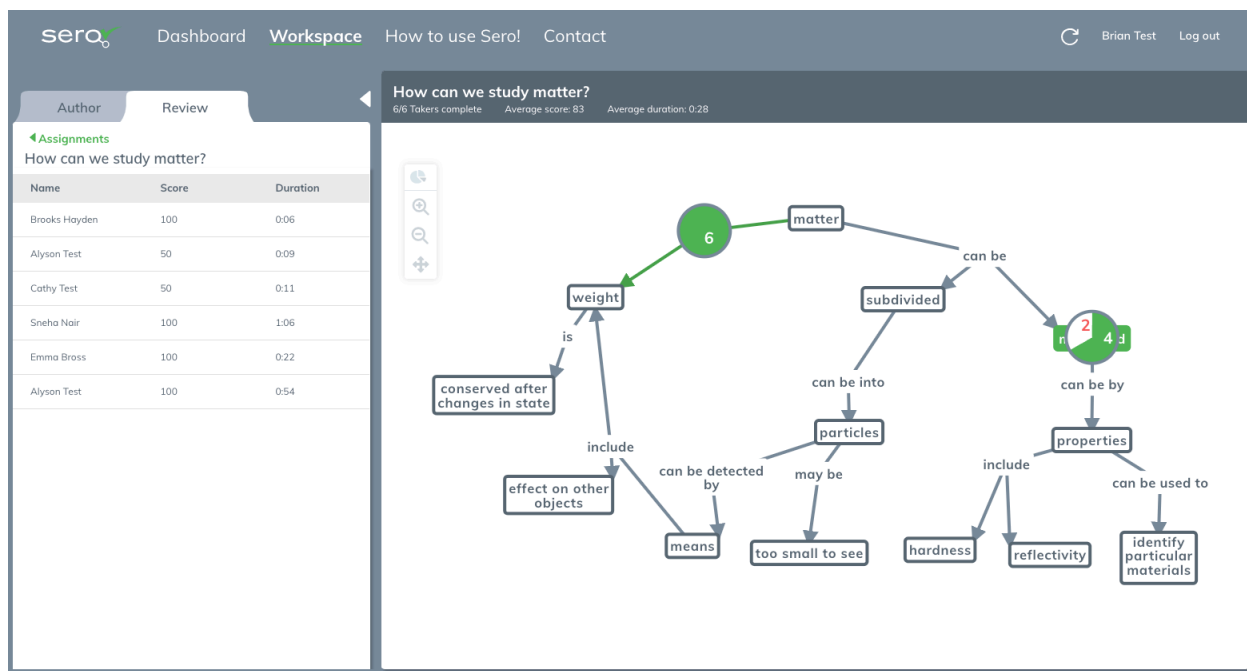 sero
Dashboard Workspace How to use Sero! Contact Brian Test Log out
Author Review
Assignments
How can we study matter?
Name Score Duration
Brooks Hayden 100 0:06
Alyson Test 50 0:09
Cathy Test 50 0:11
Sneha Nair 100 1:06
Emma Bross 100 0:22
Alyson Test 100 0:54
How can we study matter?
6/6 Takers complete Average score: 83 Average duration: 0:28
6
matter
can be
weight
subdivided
2
4
d
is
can be into
can be by
conserved after
changes in state
particles
properties
include
can be detected
by
may be
include
can be used to
effect on other
objects
means
too small to see
hardness
reflectivity
identify
particular
materials